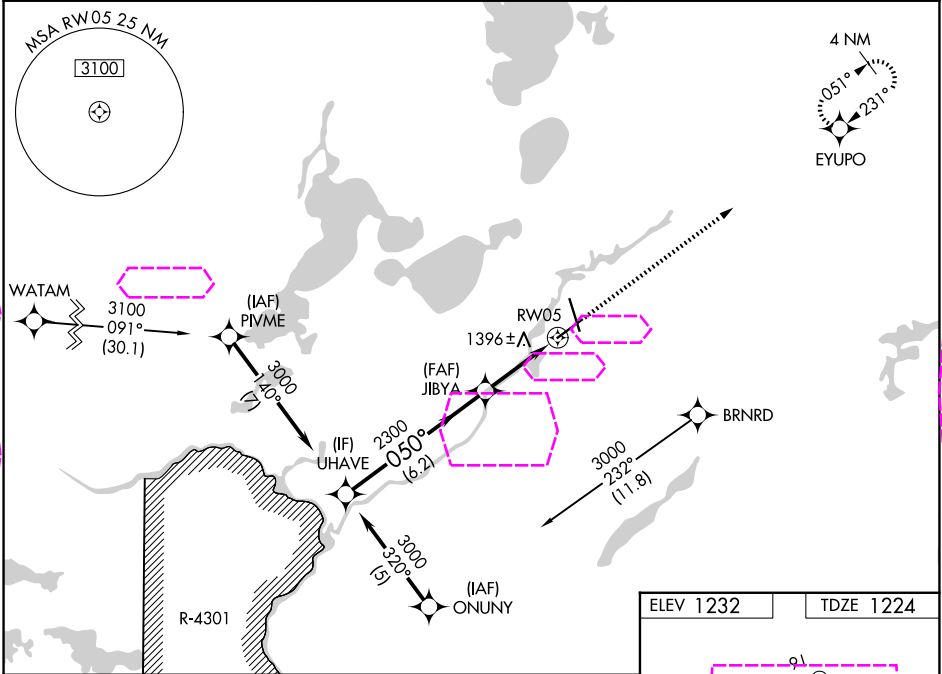 MSA RW05 25 NM
3100
4 NM
051°
231°
EYUPO
WATAM
3100
091°
(30.1)
(IAF)
PIVME
RW05
1396±
3000
140°
(7)
(FAF)
JIBYA
BRNRD
(IF)
UHAVE
2300
050°
(6.2)
3000
232°
(11.8)
3000
320°
(5)
(IAF)
ONUNY
R-4301
ELEV 1232
TDZE 1224
16